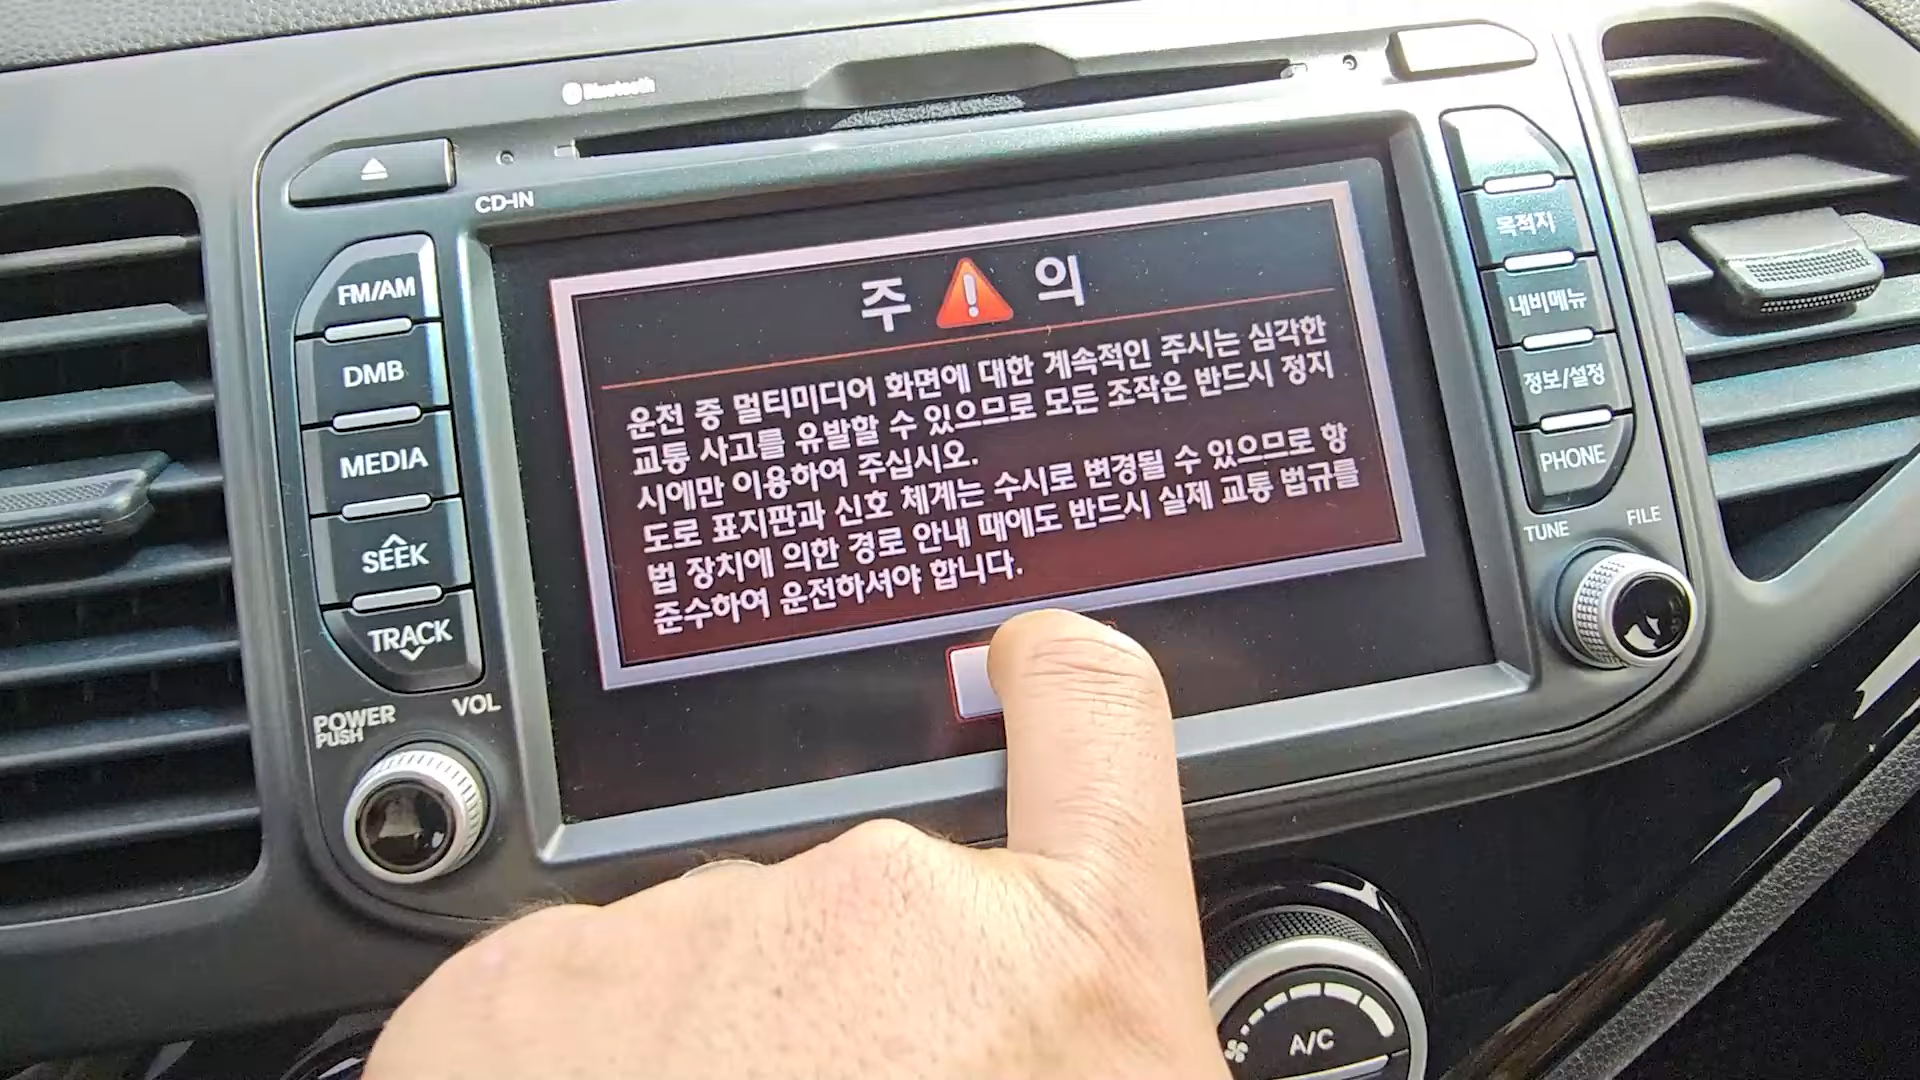 Bluetooth
CD-IN
FM/AM
DMB
MEDIA
SEEK
TRACK
POWER
PUSH
VOL
주 의
운전 중 멀티미디어 화면에 대한 계속적인 주시는 심각한
교통 사고를 유발할 수 있으므로 모든 조작은 반드시 정지
시에만 이용하여 주십시오.
도로 표지판과 신호 체계는 수시로 변경될 수 있으므로 항
법 장치에 의한 경로 안내 때에도 반드시 실제 교통 법규를
준수하여 운전하셔야 합니다.
목적지
내비메뉴
정보/설정
PHONE
TUNE
FILE
A/C